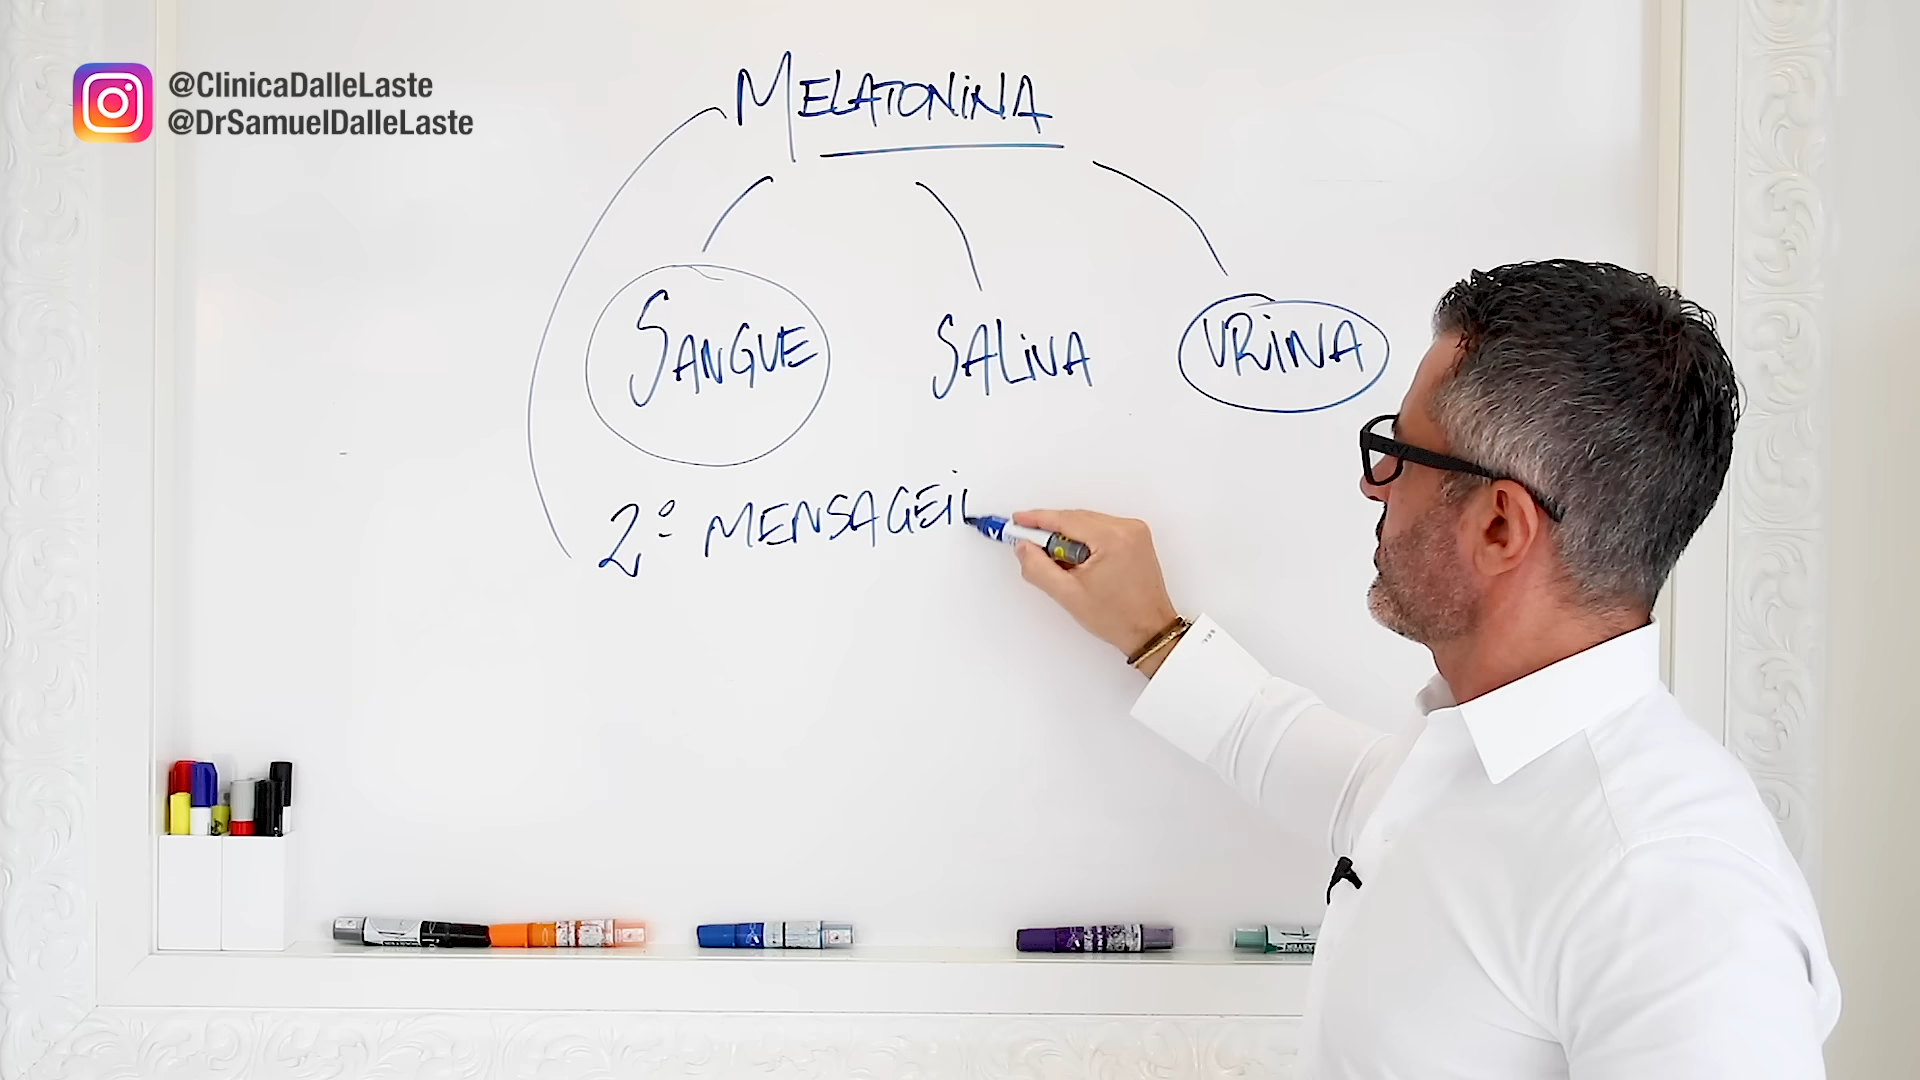 @ClinicaDalleLaste
@DrSamuelDalleLaste
MELATONINA
SANGUE SALIVA URINA
2º MENSAGEI